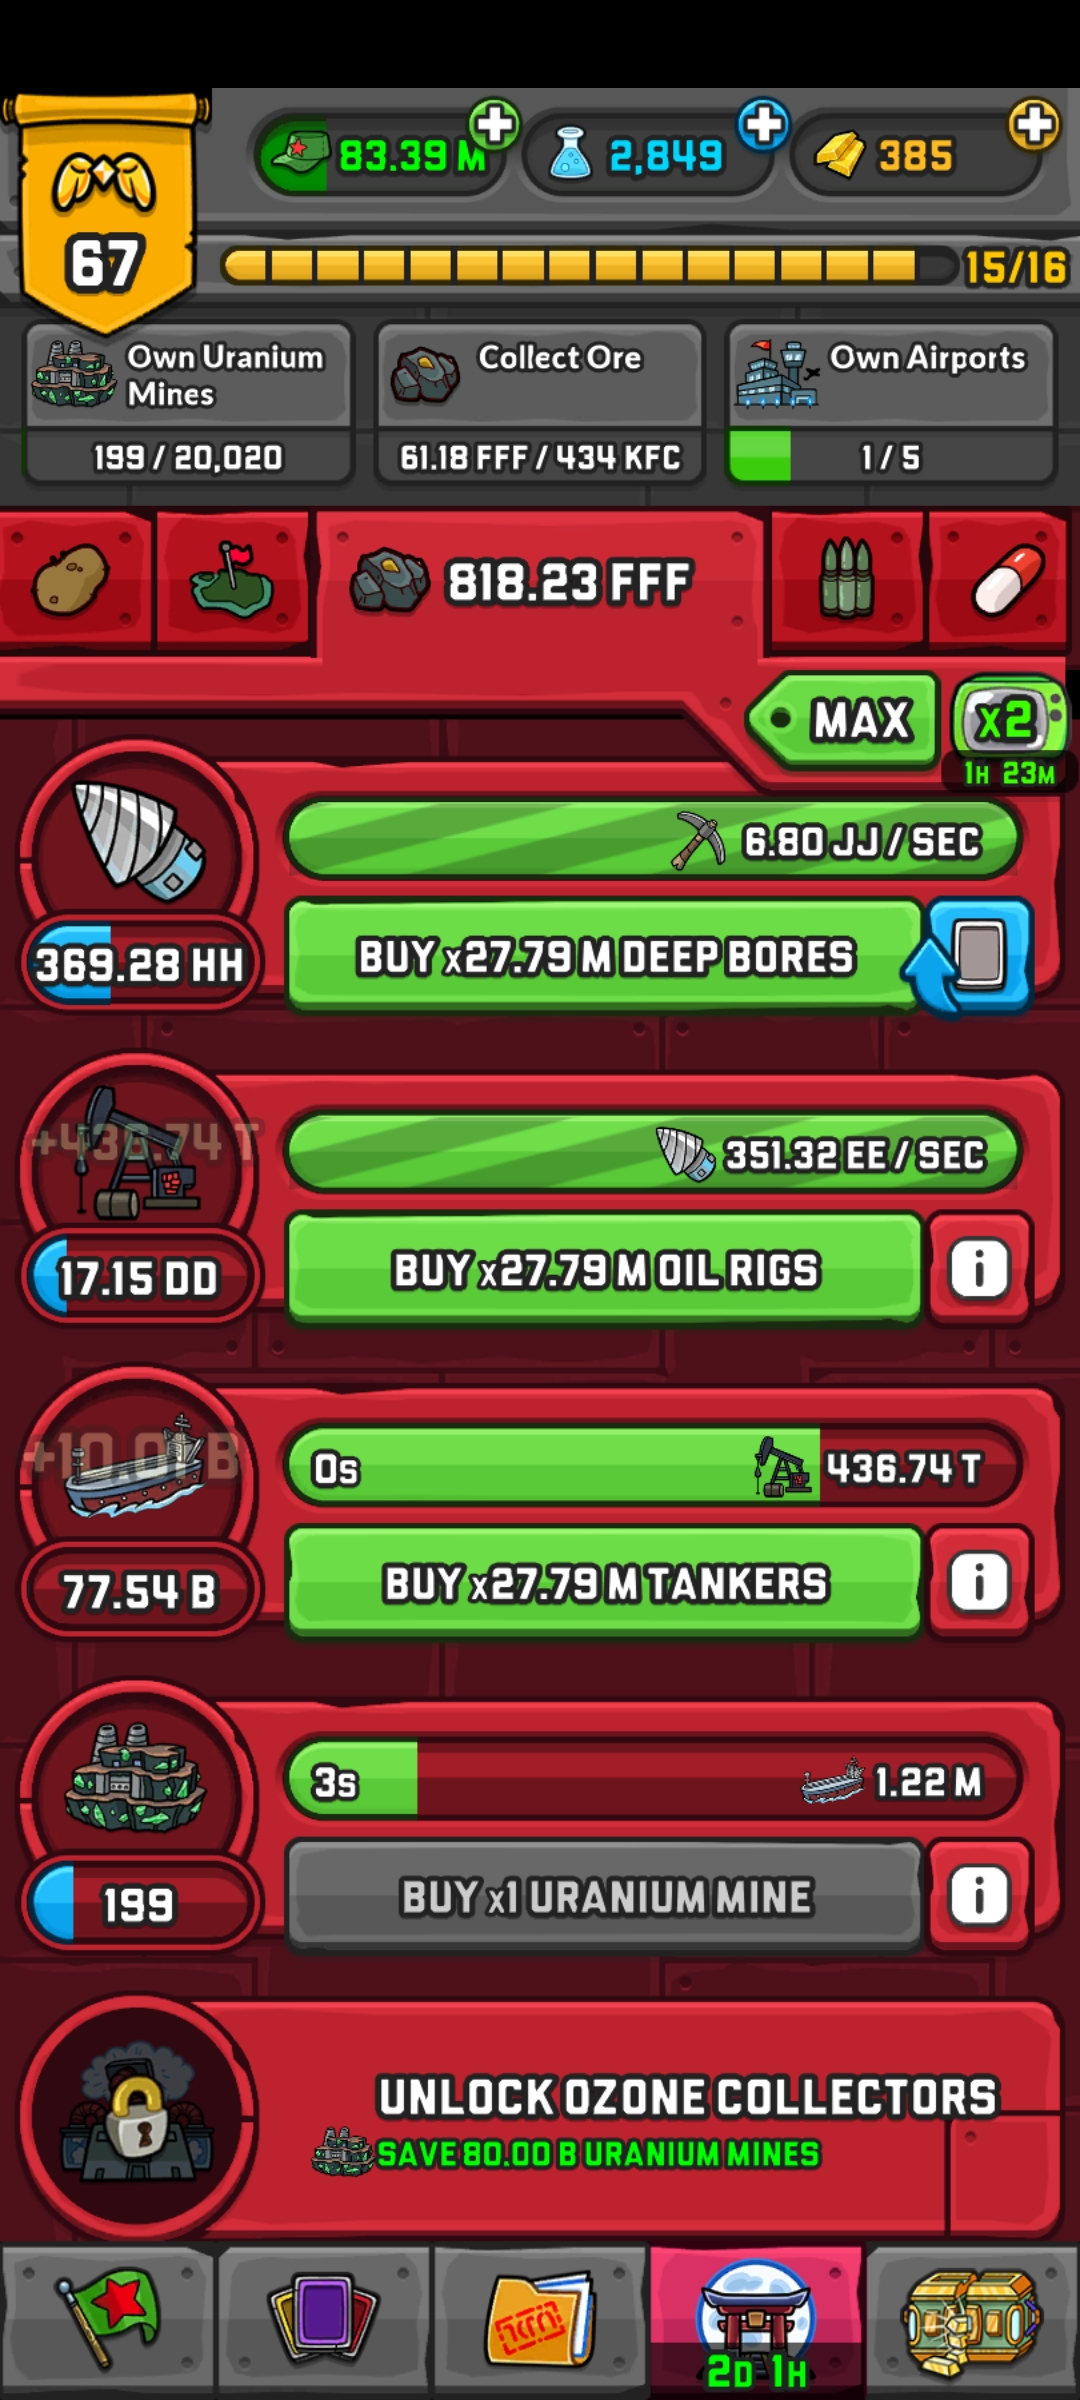 83.39 M
2,849
385
67
15/16
Own Uranium
Mines
199 / 20,020
Collect Ore
61.18 FFF / 434 KFC
Own Airports
1 / 5
818.23 FFF
MAX
x2
1H 23M
6.80 JJ / SEC
369.28 HH
BUY x27.79 M DEEP BORES
+436.74 T
351.32 EE / SEC
17.15 DD
BUY x27.79 M OIL RIGS
i
+10.01 B
0s
436.74 T
77.54 B
BUY x27.79 M TANKERS
i
3s
1.22 M
199
BUY x1 URANIUM MINE
i
UNLOCK OZONE COLLECTORS
SAVE 80.00 B URANIUM MINES
2D 1H